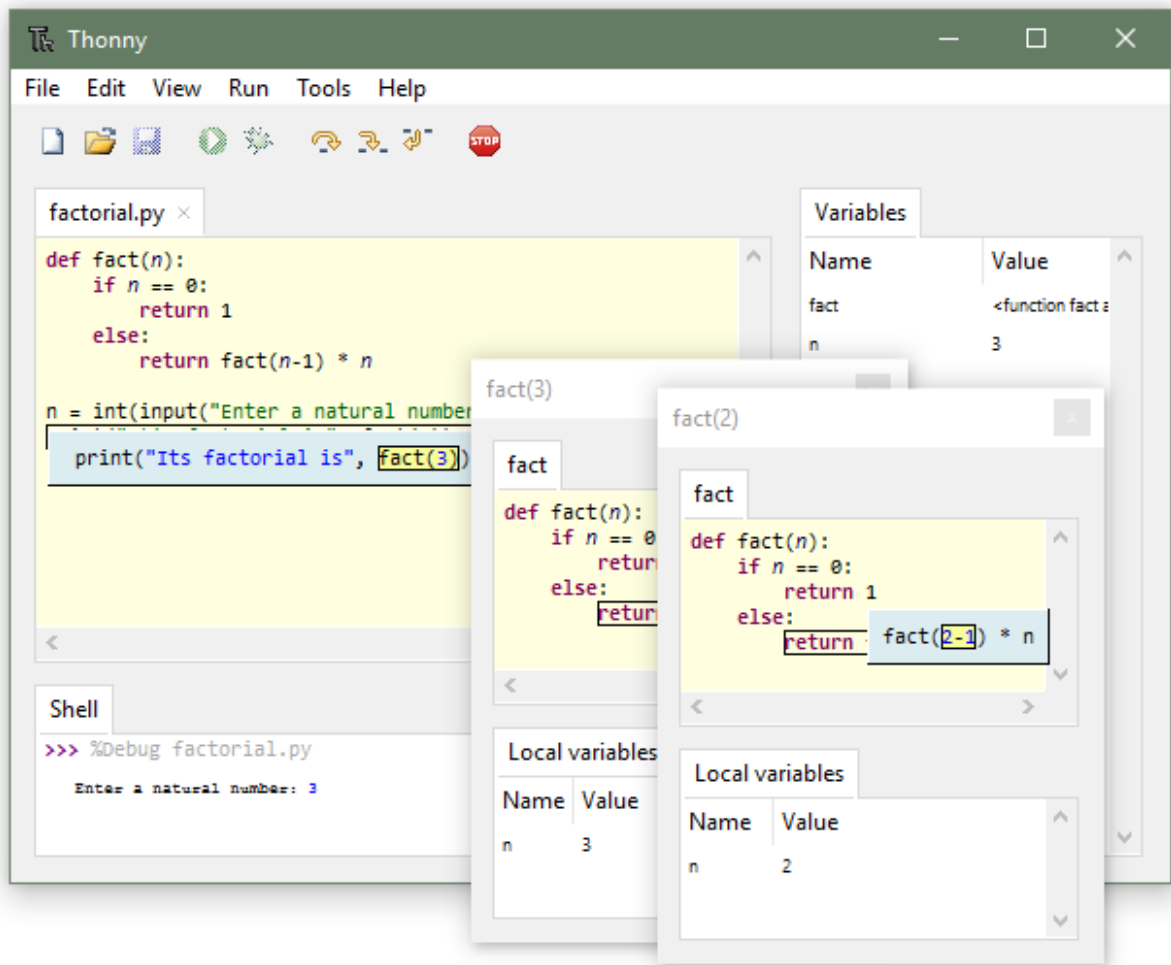 Thonny
File Edit View Run Tools Help
STOP
factorial.py ×
def fact(n):
    if n == 0:
        return 1
    else:
        return fact(n-1) * n
n = int(input("Enter a natural number
print("Its factorial is", fact(3))
Shell
>>> %Debug factorial.py
Enter a natural number: 3
Variables
Name Value
fact <function fact a
n 3
fact(3)
fact
def fact(n):
    if n == 0
        retur
    else:
        retur
Local variables
Name Value
n 3
fact(2)
fact
def fact(n):
    if n == 0:
        return 1
    else:
        return fact(2-1) * n
Local variables
Name Value
n 2